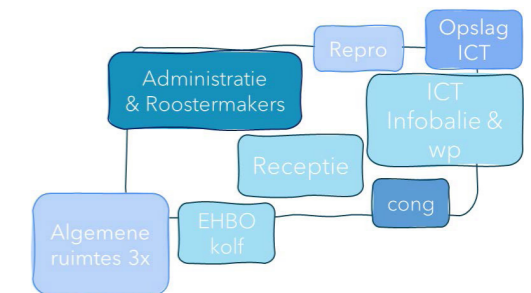 Opslag
ICT
Repro
Administratie
& Roostermakers
ICT
Infobalie &
wp
Receptie
cong
EHBO
kolf
Algemene
ruimtes 3x